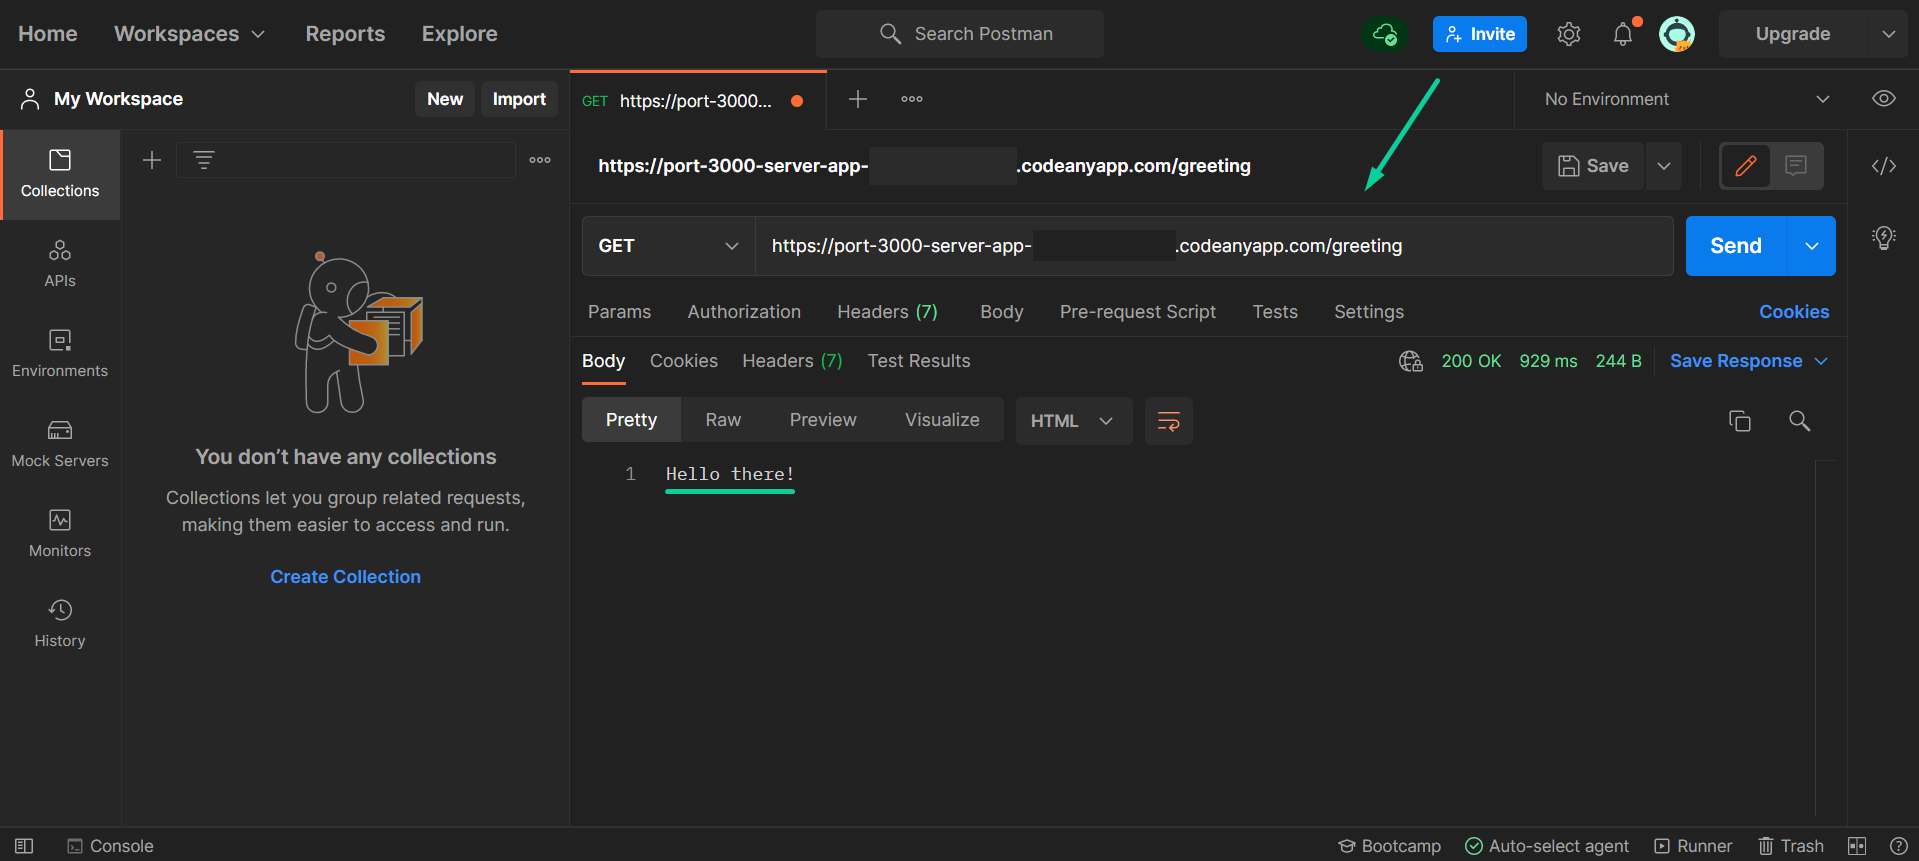 Home Workspaces Reports Explore Search Postman Invite Upgrade
My Workspace New Import GET https://port-3000... No Environment
https://port-3000-server-app- .codeanyapp.com/greeting Save
Collections
GET https://port-3000-server-app- .codeanyapp.com/greeting Send
APIs
Params Authorization Headers (7) Body Pre-request Script Tests Settings Cookies
Body Cookies Headers (7) Test Results 200 OK 929 ms 244 B Save Response
Environments
Pretty Raw Preview Visualize HTML
Mock Servers
You don’t have any collections
1 Hello there!
Collections let you group related requests,
making them easier to access and run.
Monitors
Create Collection
History
Console Bootcamp Auto-select agent Runner Trash